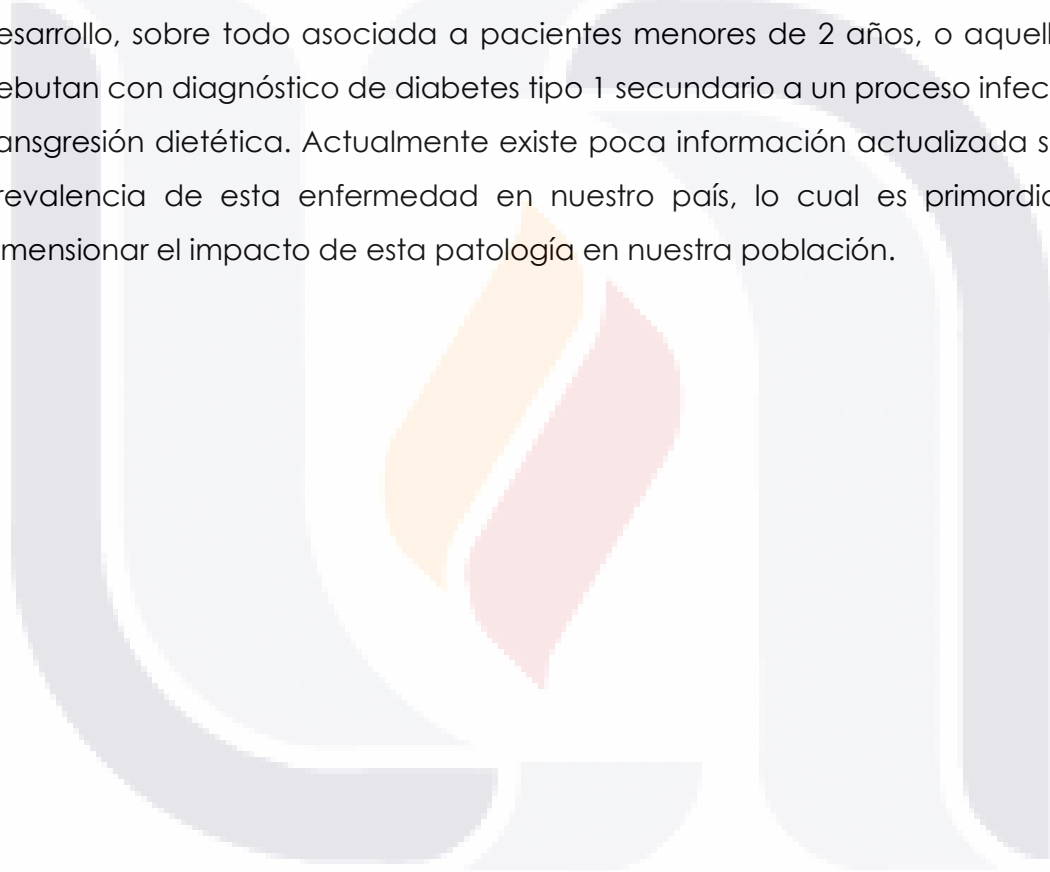 esarrollo, sobre todo asociada a pacientes menores de 2 años, o aquell
ebutan con diagnóstico de diabetes tipo 1 secundario a un proceso infec
ansgresión dietética. Actualmente existe poca información actualizada s
revalencia de esta enfermedad en nuestro país, lo cual es primordia
mensionar el impacto de esta patología en nuestra población.